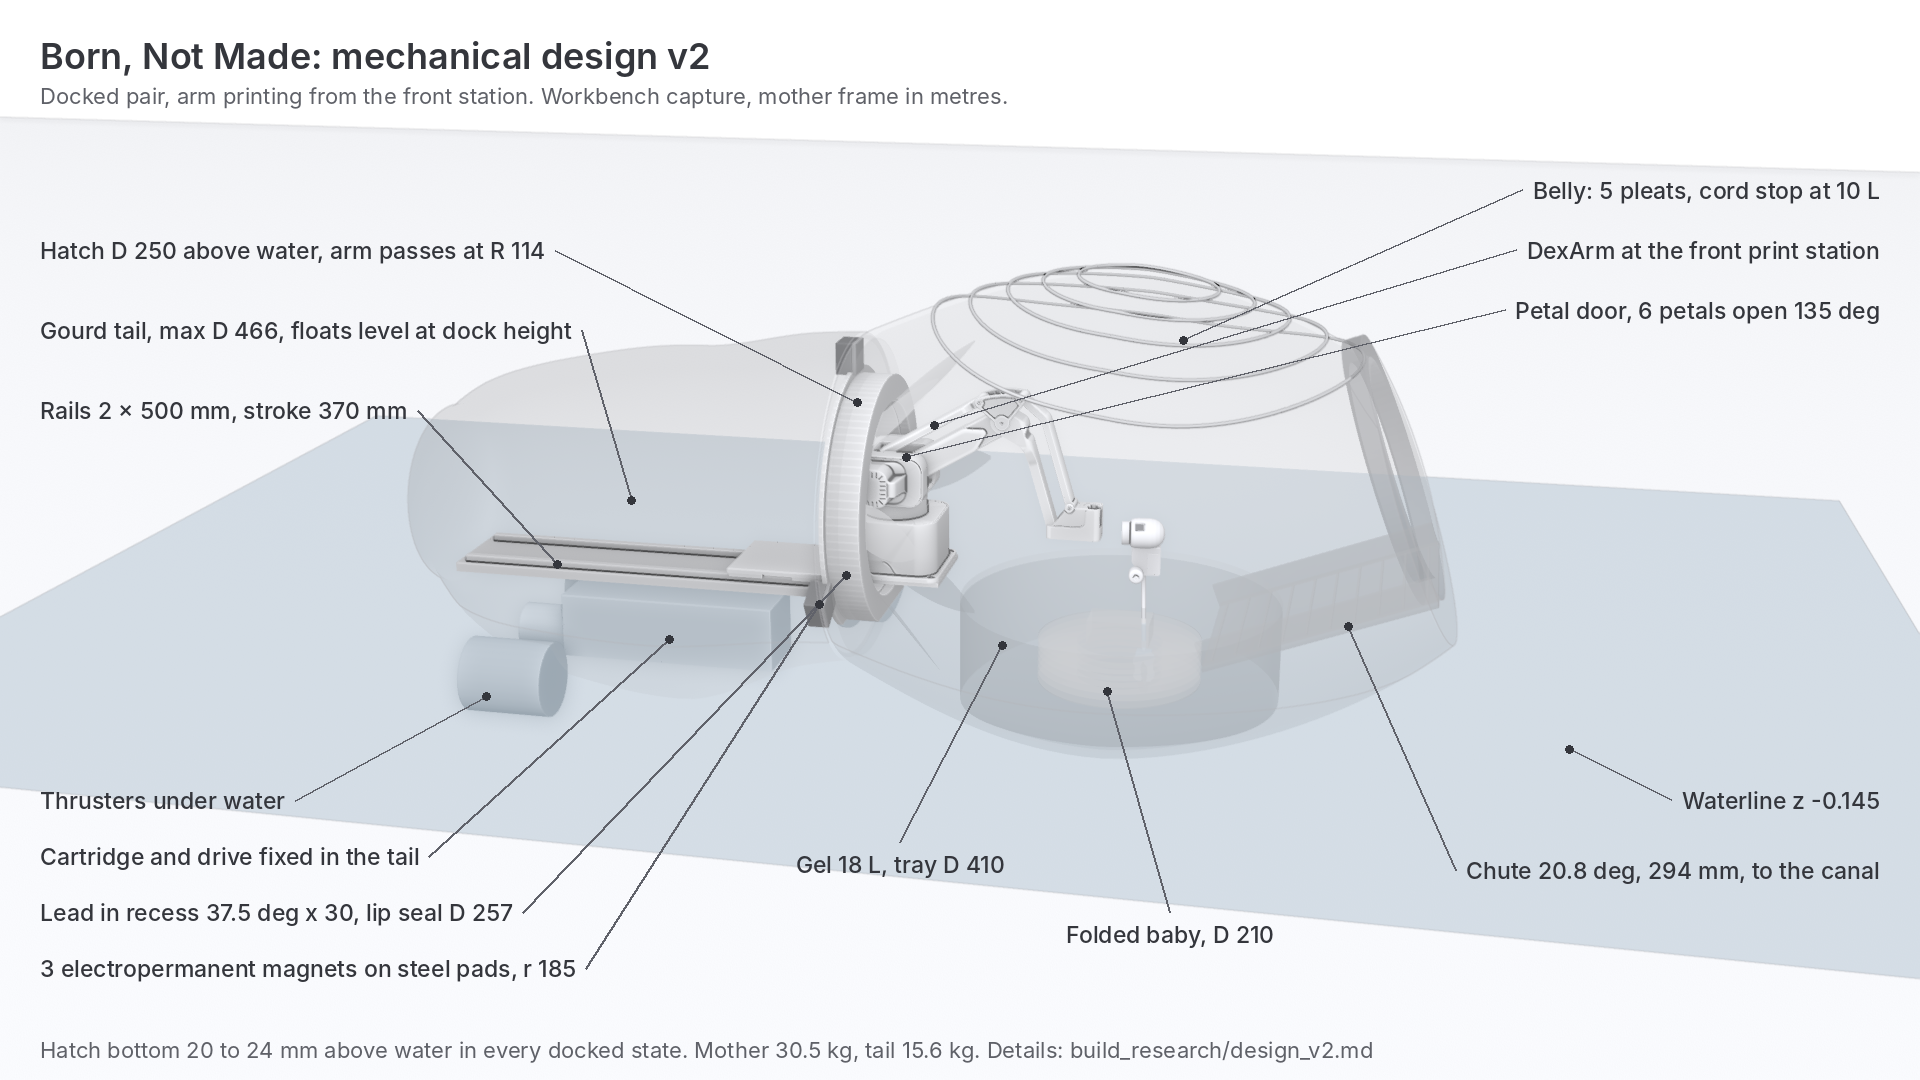 Born, Not Made: mechanical design v2
Docked pair, arm printing from the front station. Workbench capture, mother frame in metres.
Belly: 5 pleats, cord stop at 10 L
Hatch D 250 above water, arm passes at R 114
DexArm at the front print station
Petal door, 6 petals open 135 deg
Gourd tail, max D 466, floats level at dock height
Rails 2 × 500 mm, stroke 370 mm
Thrusters under water
Waterline z -0.145
Cartridge and drive fixed in the tail
Gel 18 L, tray D 410
Chute 20.8 deg, 294 mm, to the canal
Lead in recess 37.5 deg x 30, lip seal D 257
Folded baby, D 210
3 electropermanent magnets on steel pads, r 185
Hatch bottom 20 to 24 mm above water in every docked state. Mother 30.5 kg, tail 15.6 kg. Details: build_research/design_v2.md